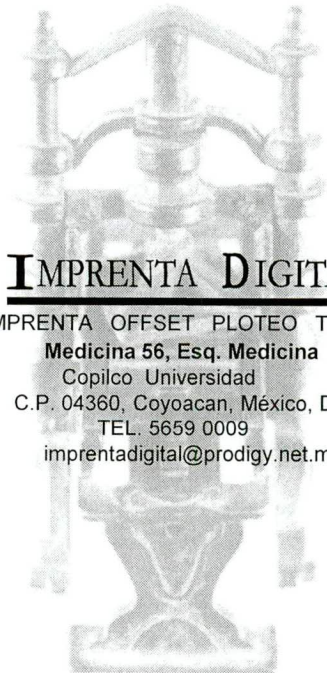 IMPRENTA DIGIT
MPRENTA OFFSET PLOTEO T
Medicina 56, Esq. Medicina
Copilco Universidad
C.P. 04360, Coyoacan, México, D
TEL. 5659 0009
imprentadigital@prodigy.net.m